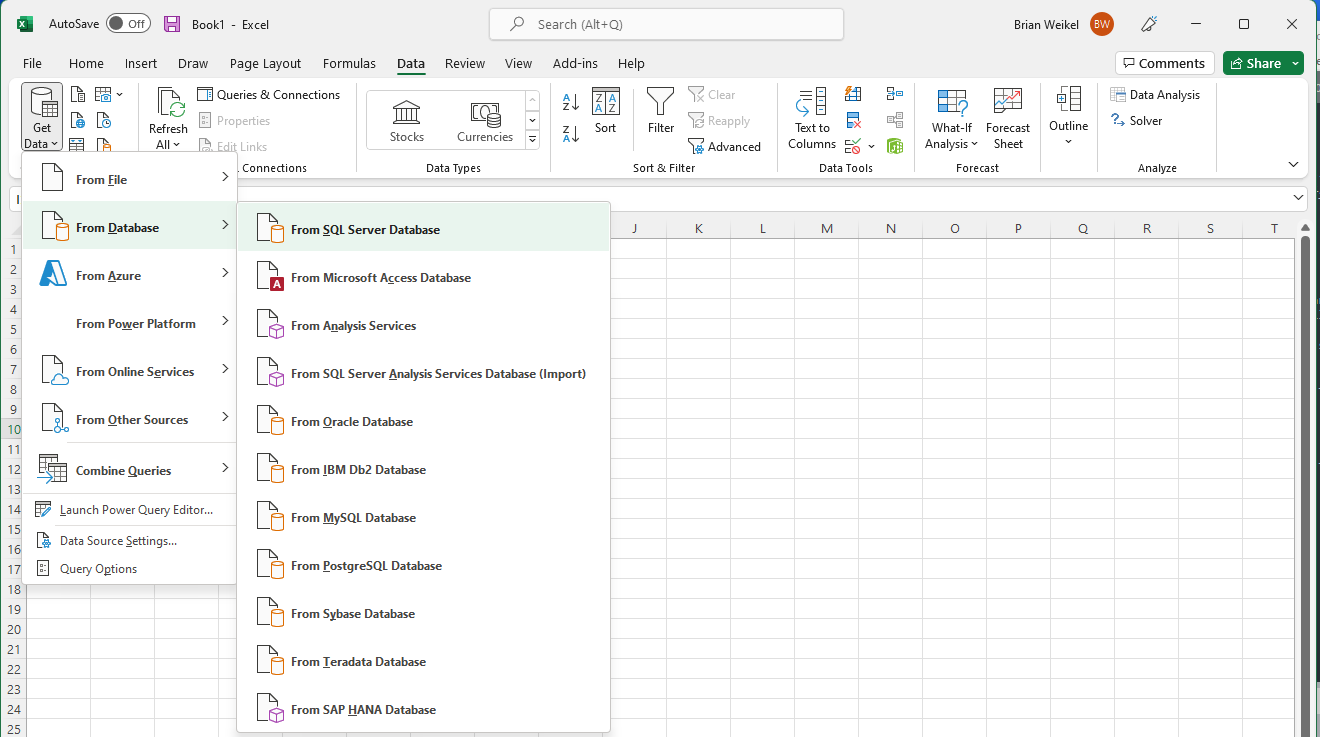 AutoSave Off Book1 - Excel Search (Alt+Q) Brian Weikel BW
File Home Insert Draw Page Layout Formulas Data Review View Add-ins Help Comments Share
Get Data
Refresh All
Queries & Connections
Properties
Edit Links
Connections
Stocks Currencies
Data Types
Sort
Filter
Clear
Reapply
Advanced
Sort & Filter
Text to Columns
Data Tools
What-If Analysis
Forecast Sheet
Forecast
Outline
Data Analysis
Solver
Analyze
From File
From Database
From Azure
From Power Platform
From Online Services
From Other Sources
Combine Queries
Launch Power Query Editor...
Data Source Settings...
Query Options
From SQL Server Database
From Microsoft Access Database
From Analysis Services
From SQL Server Analysis Services Database (Import)
From Oracle Database
From IBM Db2 Database
From MySQL Database
From PostgreSQL Database
From Sybase Database
From Teradata Database
From SAP HANA Database
J K L M N O P Q R S T
1
2
3
4
5
6
7
8
9
10
11
12
13
14
15
16
17
18
19
20
21
22
23
24
25